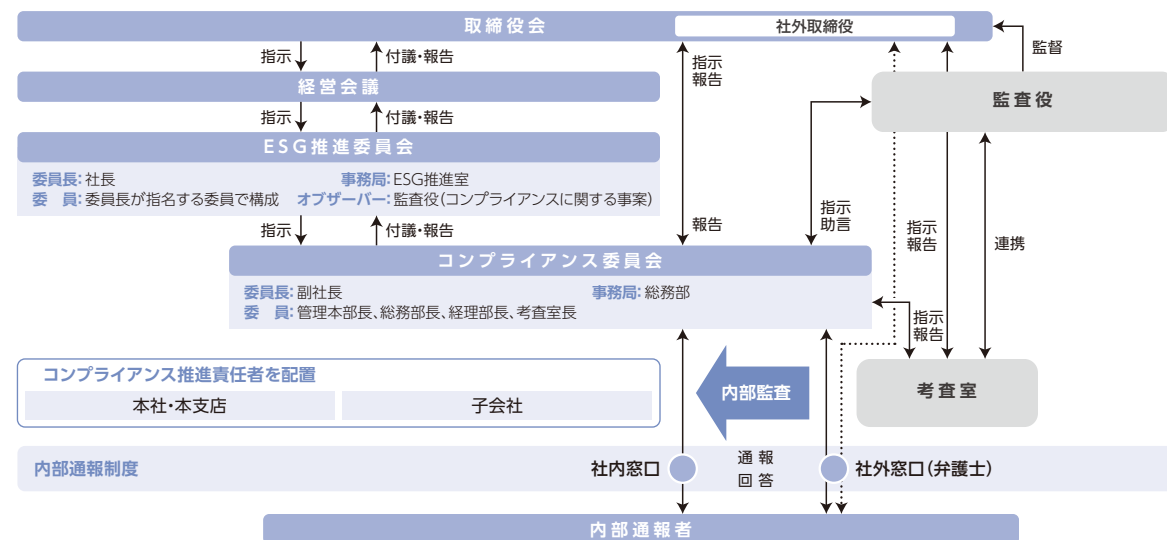 取締役会
社外取締役
指示
付議・報告
指示
報告
監督
経営会議
監査役
指示
付議・報告
ESG推進委員会
委員長:社長
事務局:ESG推進室
委　員:委員長が指名する委員で構成
オブザーバー:監査役(コンプライアンスに関する事案)
指示
付議・報告
報告
指示
助言
指示
報告
連携
コンプライアンス委員会
委員長:副社長
事務局:総務部
委　員:管理本部長、総務部長、経理部長、考査室長
指示
報告
コンプライアンス推進責任者を配置
本社・本支店
子会社
内部監査
考査室
内部通報制度
社内窓口
通報
回答
社外窓口(弁護士)
内部通報者